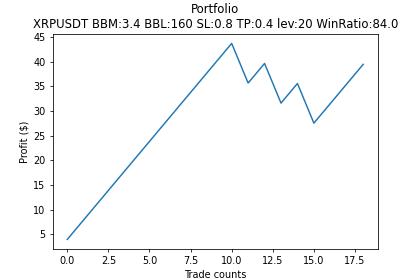 Portfolio
XRPUSDT BBM:3.4 BBL:160 SL:0.8 TP:0.4 lev:20 WinRatio:84.0
45
40
35
30
25
20
15
10
5
Profit ($)
0.0 2.5 5.0 7.5 10.0 12.5 15.0 17.5
Trade counts